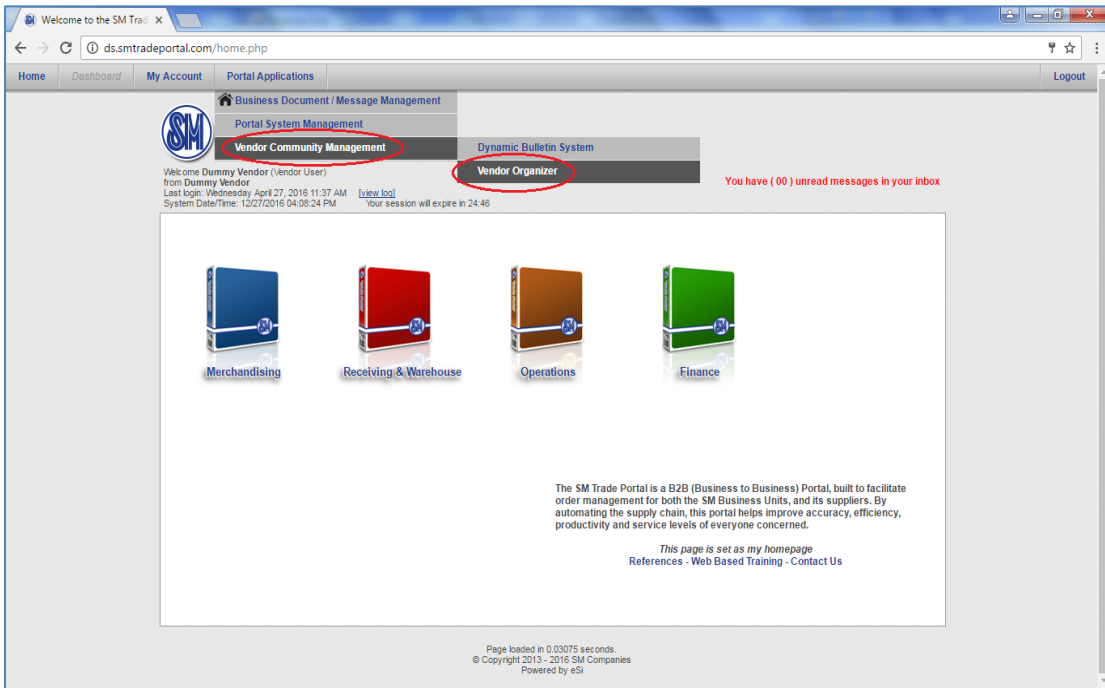 Welcome to the SM Trad
ds.smtradeportal.com/home.php
Home Dashboard My Account Portal Applications Logout
Business Document / Message Management
Portal System Management
Vendor Community Management
Dynamic Bulletin System
Vendor Organizer
SM
Welcome Dummy Vendor (Vendor User)
from Dummy Vendor
Last login: Wednesday April 27, 2016 11:37 AM [view log]
System Date/Time: 12/27/2016 04:08:24 PM Your session will expire in 24:46
You have ( 00 ) unread messages in your inbox
Merchandising Receiving & Warehouse Operations Finance
The SM Trade Portal is a B2B (Business to Business) Portal, built to facilitate
order management for both the SM Business Units, and its suppliers. By
automating the supply chain, this portal helps improve accuracy, efficiency,
productivity and service levels of everyone concerned.
This page is set as my homepage
References - Web Based Training - Contact Us
Page loaded in 0.03075 seconds.
© Copyright 2013 - 2016 SM Companies
Powered by eSi